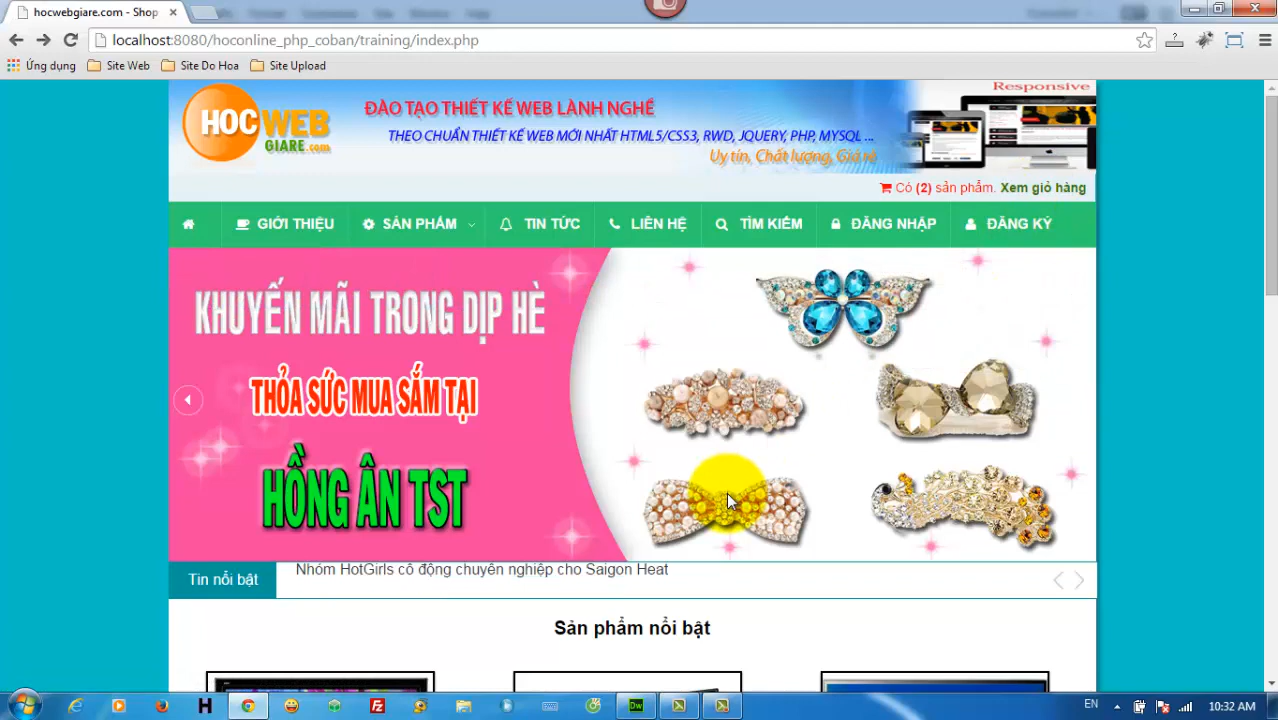 hocwebgiare.com - Shop
localhost:8080/hoconline_php_coban/training/index.php
Ứng dụng Site Web Site Do Hoa Site Upload
HOCWEB
GIARE.com
ĐÀO TẠO THIẾT KẾ WEB LÀNH NGHỀ
THEO CHUẨN THIẾT KẾ WEB MỚI NHẤT HTML5/CSS3, RWD, JQUERY, PHP, MYSQL ...
Uy tín, Chất lượng, Giá rẻ
Responsive
Có (2) sản phẩm. Xem giỏ hàng
GIỚI THIỆU SẢN PHẨM TIN TỨC LIÊN HỆ TÌM KIẾM ĐĂNG NHẬP ĐĂNG KÝ
KHUYẾN MÃI TRONG DỊP HÈ
THỎA SỨC MUA SẮM TẠI
HỒNG ÂN TST
Tin nổi bật Nhóm HotGirls cổ động chuyên nghiệp cho Saigon Heat
Sản phẩm nổi bật
EN 10:32 AM